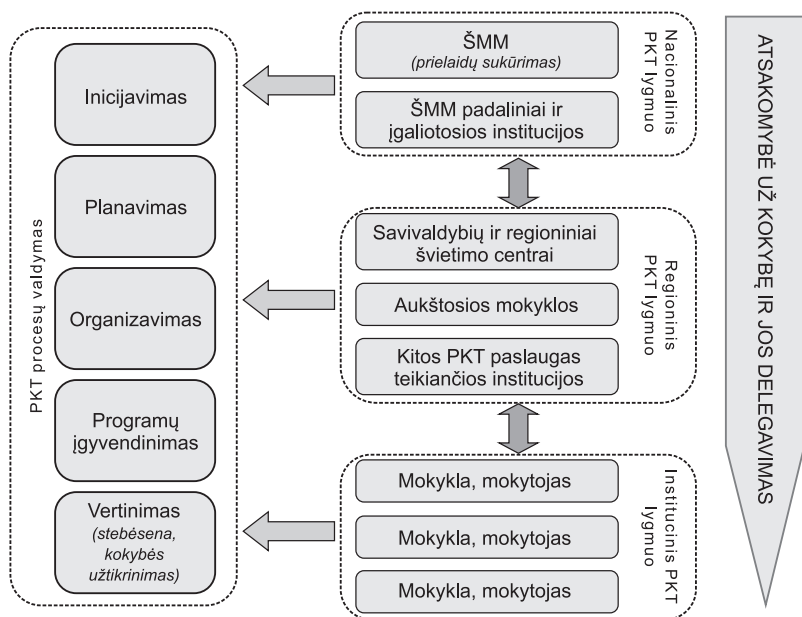 PKT procesų valdymas
Inicijavimas
Planavimas
Organizavimas
Programų
įgyvendinimas
Vertinimas
(stebėsena,
kokybės
užtikrinimas)
ŠMM
(prielaidų sukūrimas)
ŠMM padaliniai ir
įgaliotosios institucijos
Nacionalinis
PKT lygmuo
Savivaldybių ir regioniniai
švietimo centrai
Aukštosios mokyklos
Kitos PKT paslaugas
teikiančios institucijos
Regioninis
PKT lygmuo
Mokykla, mokytojas
Mokykla, mokytojas
Mokykla, mokytojas
Institucinis PKT
lygmuo
ATSAKOMYBĖ UŽ KOKYBĘ IR JOS DELEGAVIMAS